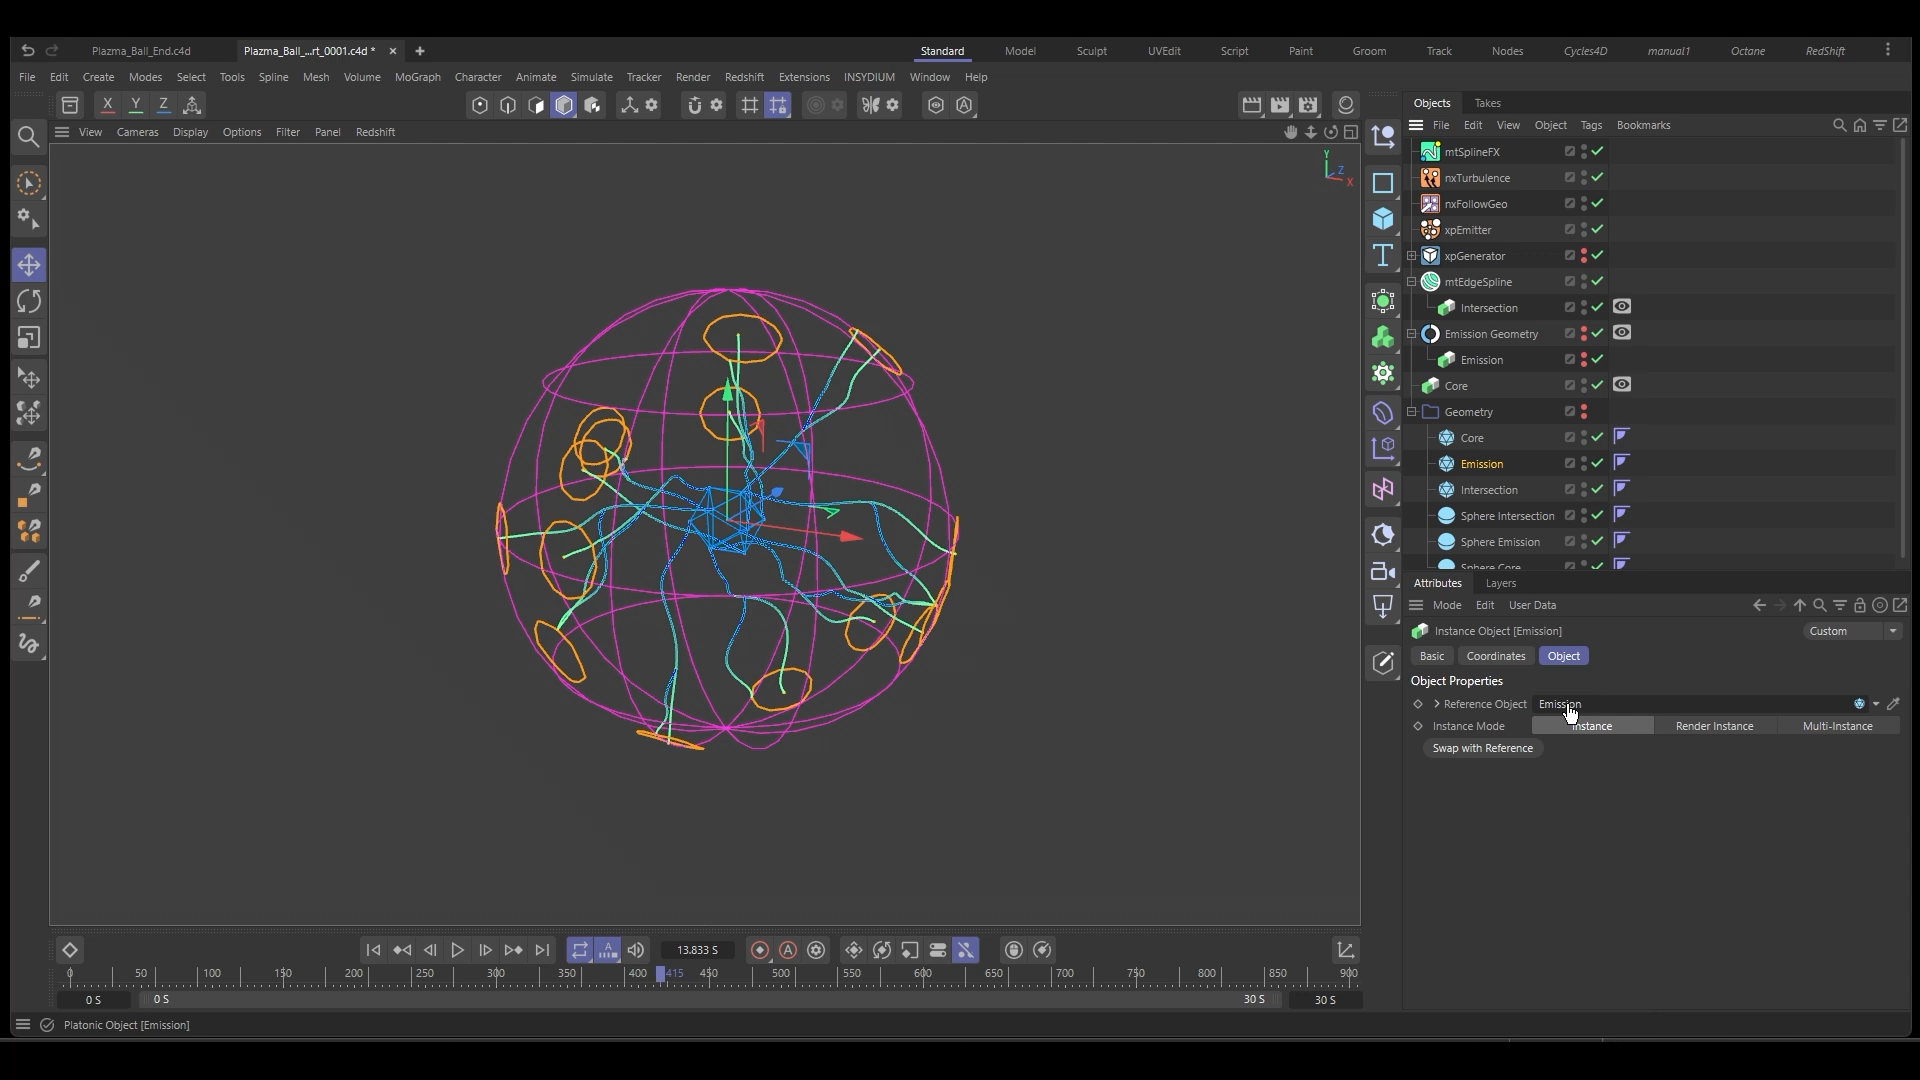 Plazma_Ball_End.c4d Plazma_Ball_...rt_0001.c4d * Standard Model Sculpt UVEdit Script Paint Groom Track Nodes Cycles4D manual1 Octane RedShift
File Edit Create Modes Select Tools Spline Mesh Volume MoGraph Character Animate Simulate Tracker Render Redshift Extensions INSYDIUM Window Help
X Y Z
View Cameras Display Options Filter Panel Redshift
Y
Z
X
Objects Takes
File Edit View Object Tags Bookmarks
mtSplineFX
nxTurbulence
nxFollowGeo
xpEmitter
xpGenerator
mtEdgeSpline
Intersection
Emission Geometry
Emission
Core
Geometry
Core
Emission
Intersection
Sphere Intersection
Sphere Emission
Sphere Core
Attributes Layers
Mode Edit User Data
Instance Object [Emission] Custom
Basic Coordinates Object
Object Properties
Reference Object Emission
Instance Mode Instance Render Instance Multi-Instance
Swap with Reference
13.833 S
0 50 100 150 200 250 300 350 400 415 450 500 550 600 650 700 750 800 850 900
0 S 0 S 30 S 30 S
Platonic Object [Emission]